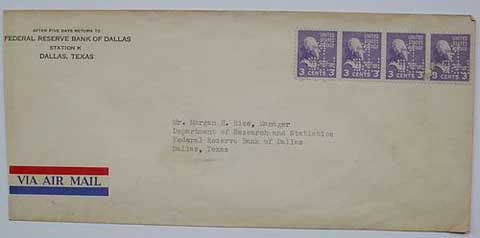 AFTER FIVE DAYS RETURN TO
FEDERAL RESERVE BANK OF DALLAS
STATION K
DALLAS, TEXAS
UNITED STATES POSTAGE
3 CENTS 3
UNITED STATES POSTAGE
3 CENTS 3
UNITED STATES POSTAGE
3 CENTS 3
UNITED STATES POSTAGE
3 CENTS 3
Mr. Morgan H. Rice, Manager
Department of Research and Statistics
Federal Reserve Bank of Dallas
Dallas, Texas
VIA AIR MAIL